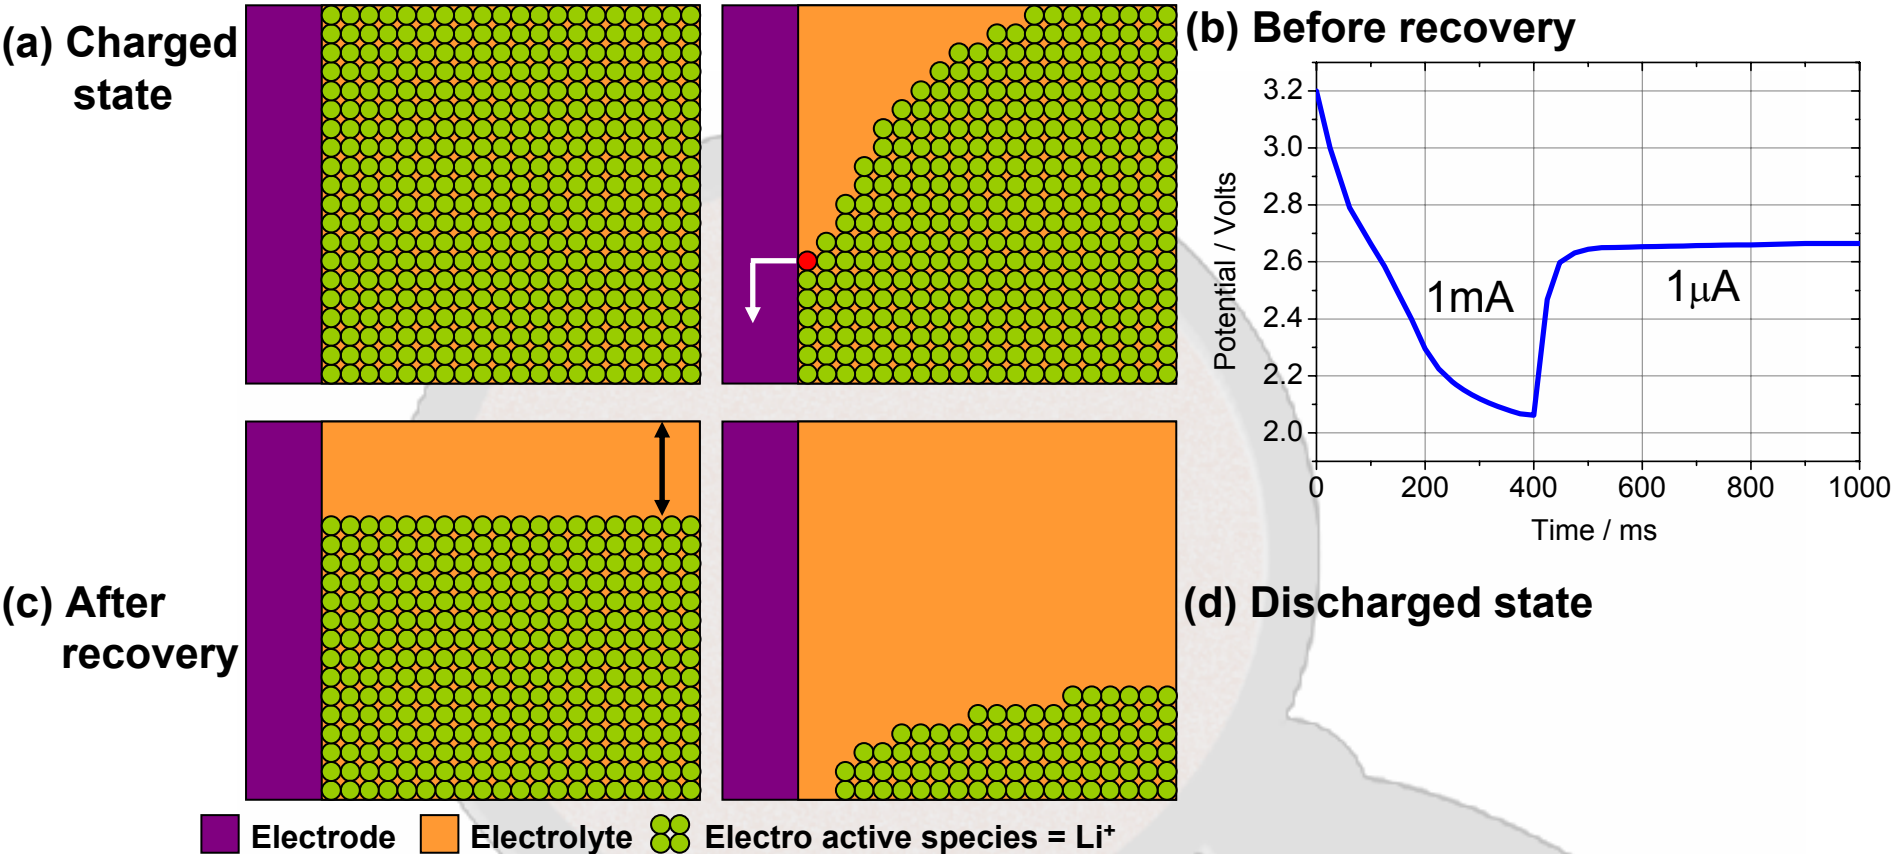 (a) Charged
state
(b) Before recovery
Potential / Volts
3.2
3.0
2.8
2.6
2.4
2.2
2.0
1mA
1μA
0 200 400 600 800 1000
Time / ms
(c) After
recovery
(d) Discharged state
Electrode Electrolyte Electro active species = Li⁺